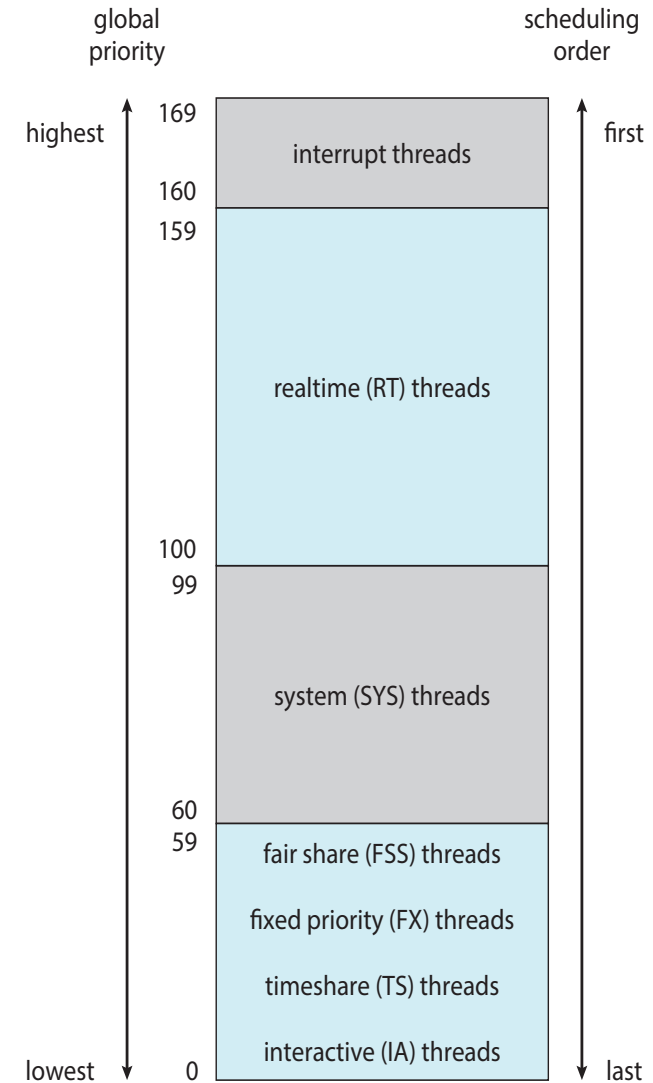 global
priority
scheduling
order
highest
169
interrupt threads
first
160
159
realtime (RT) threads
100
99
system (SYS) threads
60
59
fair share (FSS) threads
fixed priority (FX) threads
timeshare (TS) threads
interactive (IA) threads
lowest
0
last